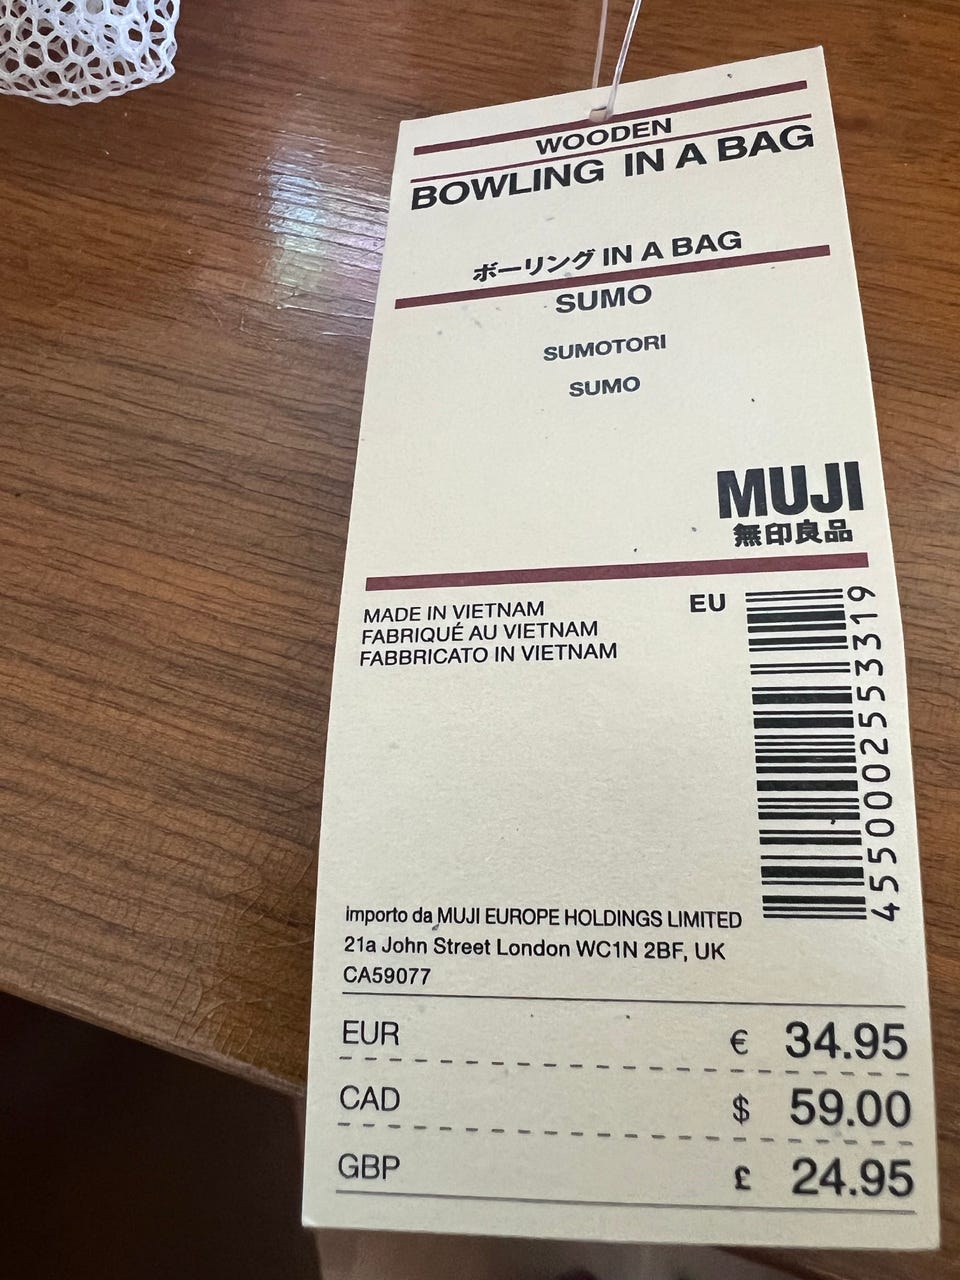 WOODEN
BOWLING IN A BAG
ボーリング IN A BAG
SUMO
SUMOTORI
SUMO
MUJI
無印良品
MADE IN VIETNAM
FABRIQUÉ AU VIETNAM
FABBRICATO IN VIETNAM
EU
4550002553319
importo da MUJI EUROPE HOLDINGS LIMITED
21a John Street London WC1N 2BF, UK
CA59077
EUR € 34.95
CAD $ 59.00
GBP £ 24.95